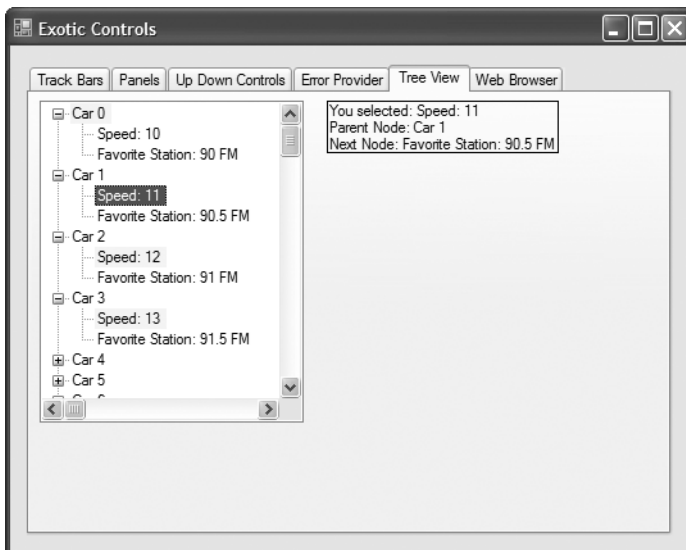 Exotic Controls
Track Bars Panels Up Down Controls Error Provider Tree View Web Browser
Car 0
Speed: 10
Favorite Station: 90 FM
Car 1
Speed: 11
Favorite Station: 90.5 FM
Car 2
Speed: 12
Favorite Station: 91 FM
Car 3
Speed: 13
Favorite Station: 91.5 FM
Car 4
Car 5
You selected: Speed: 11
Parent Node: Car 1
Next Node: Favorite Station: 90.5 FM